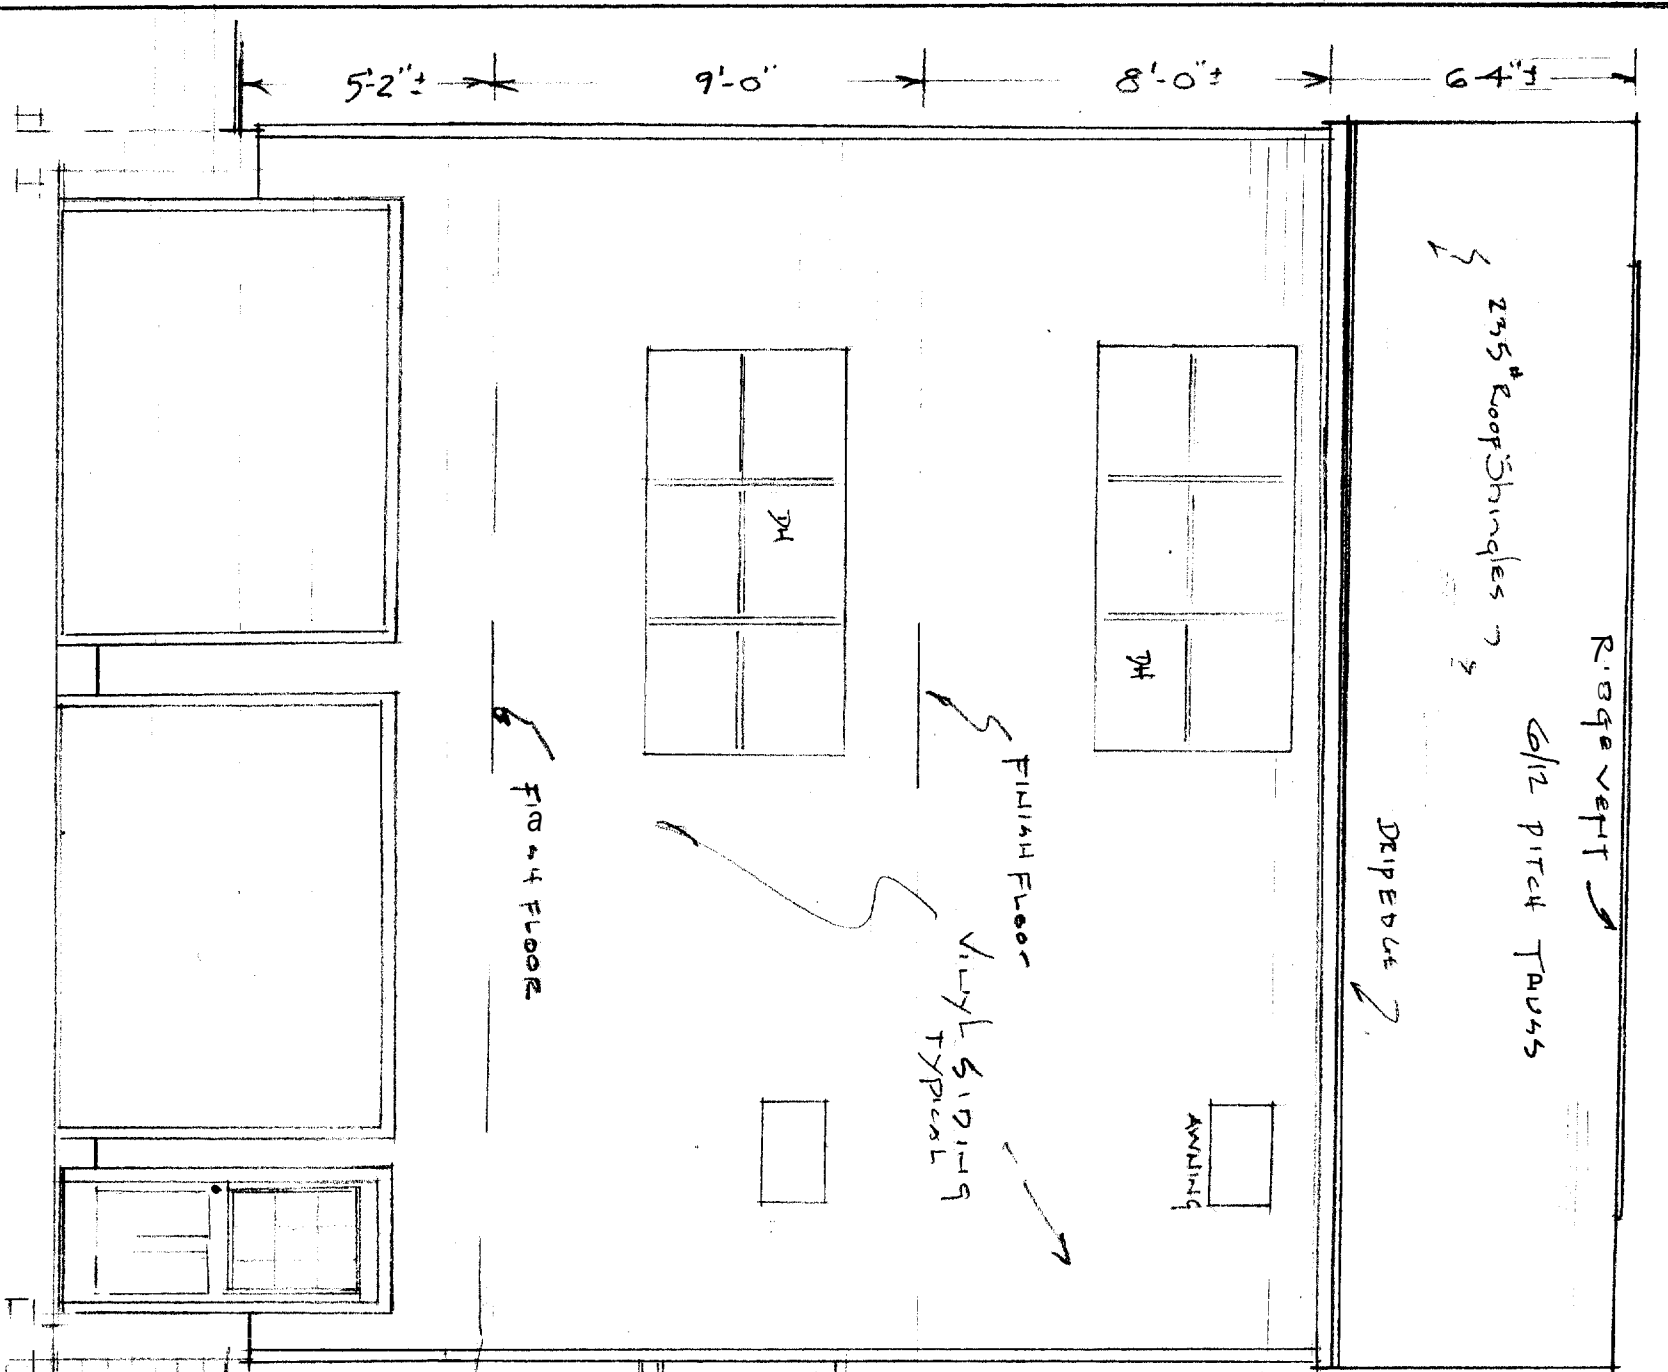 5'-2"±
9'-0"
8'-0"±
6-4"±
235# Roof Shingles
RIDGE VENT
6/12 PITCH TRUSS
DRIPEDGE
DH
DH
FINISH FLOOR
FINISH FLOOR
VINYL SIDING
TYPICAL
AWNING